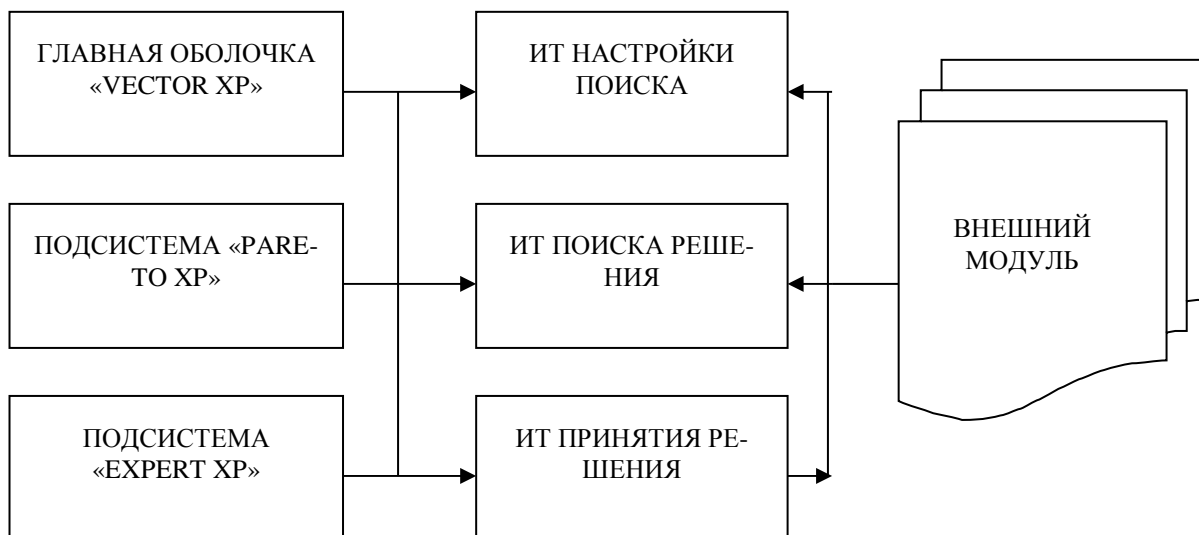 ГЛАВНАЯ ОБОЛОЧКА
«VECTOR XP»
ИТ НАСТРОЙКИ
ПОИСКА
ПОДСИСТЕМА «PARE-
TO XP»
ИТ ПОИСКА РЕШЕ-
НИЯ
ВНЕШНИЙ
МОДУЛЬ
ПОДСИСТЕМА
«EXPERT XP»
ИТ ПРИНЯТИЯ РЕ-
ШЕНИЯ